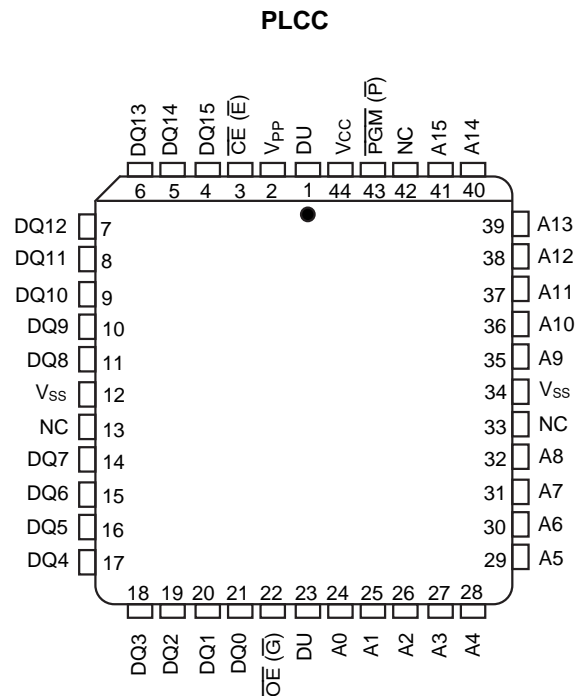 PLCC
DQ13
DQ14
DQ15
C̅E̅ (E̅)
VPP
DU
VCC
P̅G̅M̅ (P̅)
NC
A15
A14
6 5 4 3 2 1 44 43 42 41 40
DQ12 7 39 A13
DQ11 8 38 A12
DQ10 9 37 A11
DQ9 10 36 A10
DQ8 11 35 A9
VSS 12 34 VSS
NC 13 33 NC
DQ7 14 32 A8
DQ6 15 31 A7
DQ5 16 30 A6
DQ4 17 29 A5
18 19 20 21 22 23 24 25 26 27 28
DQ3
DQ2
DQ1
DQ0
O̅E̅ (G̅)
DU
A0
A1
A2
A3
A4